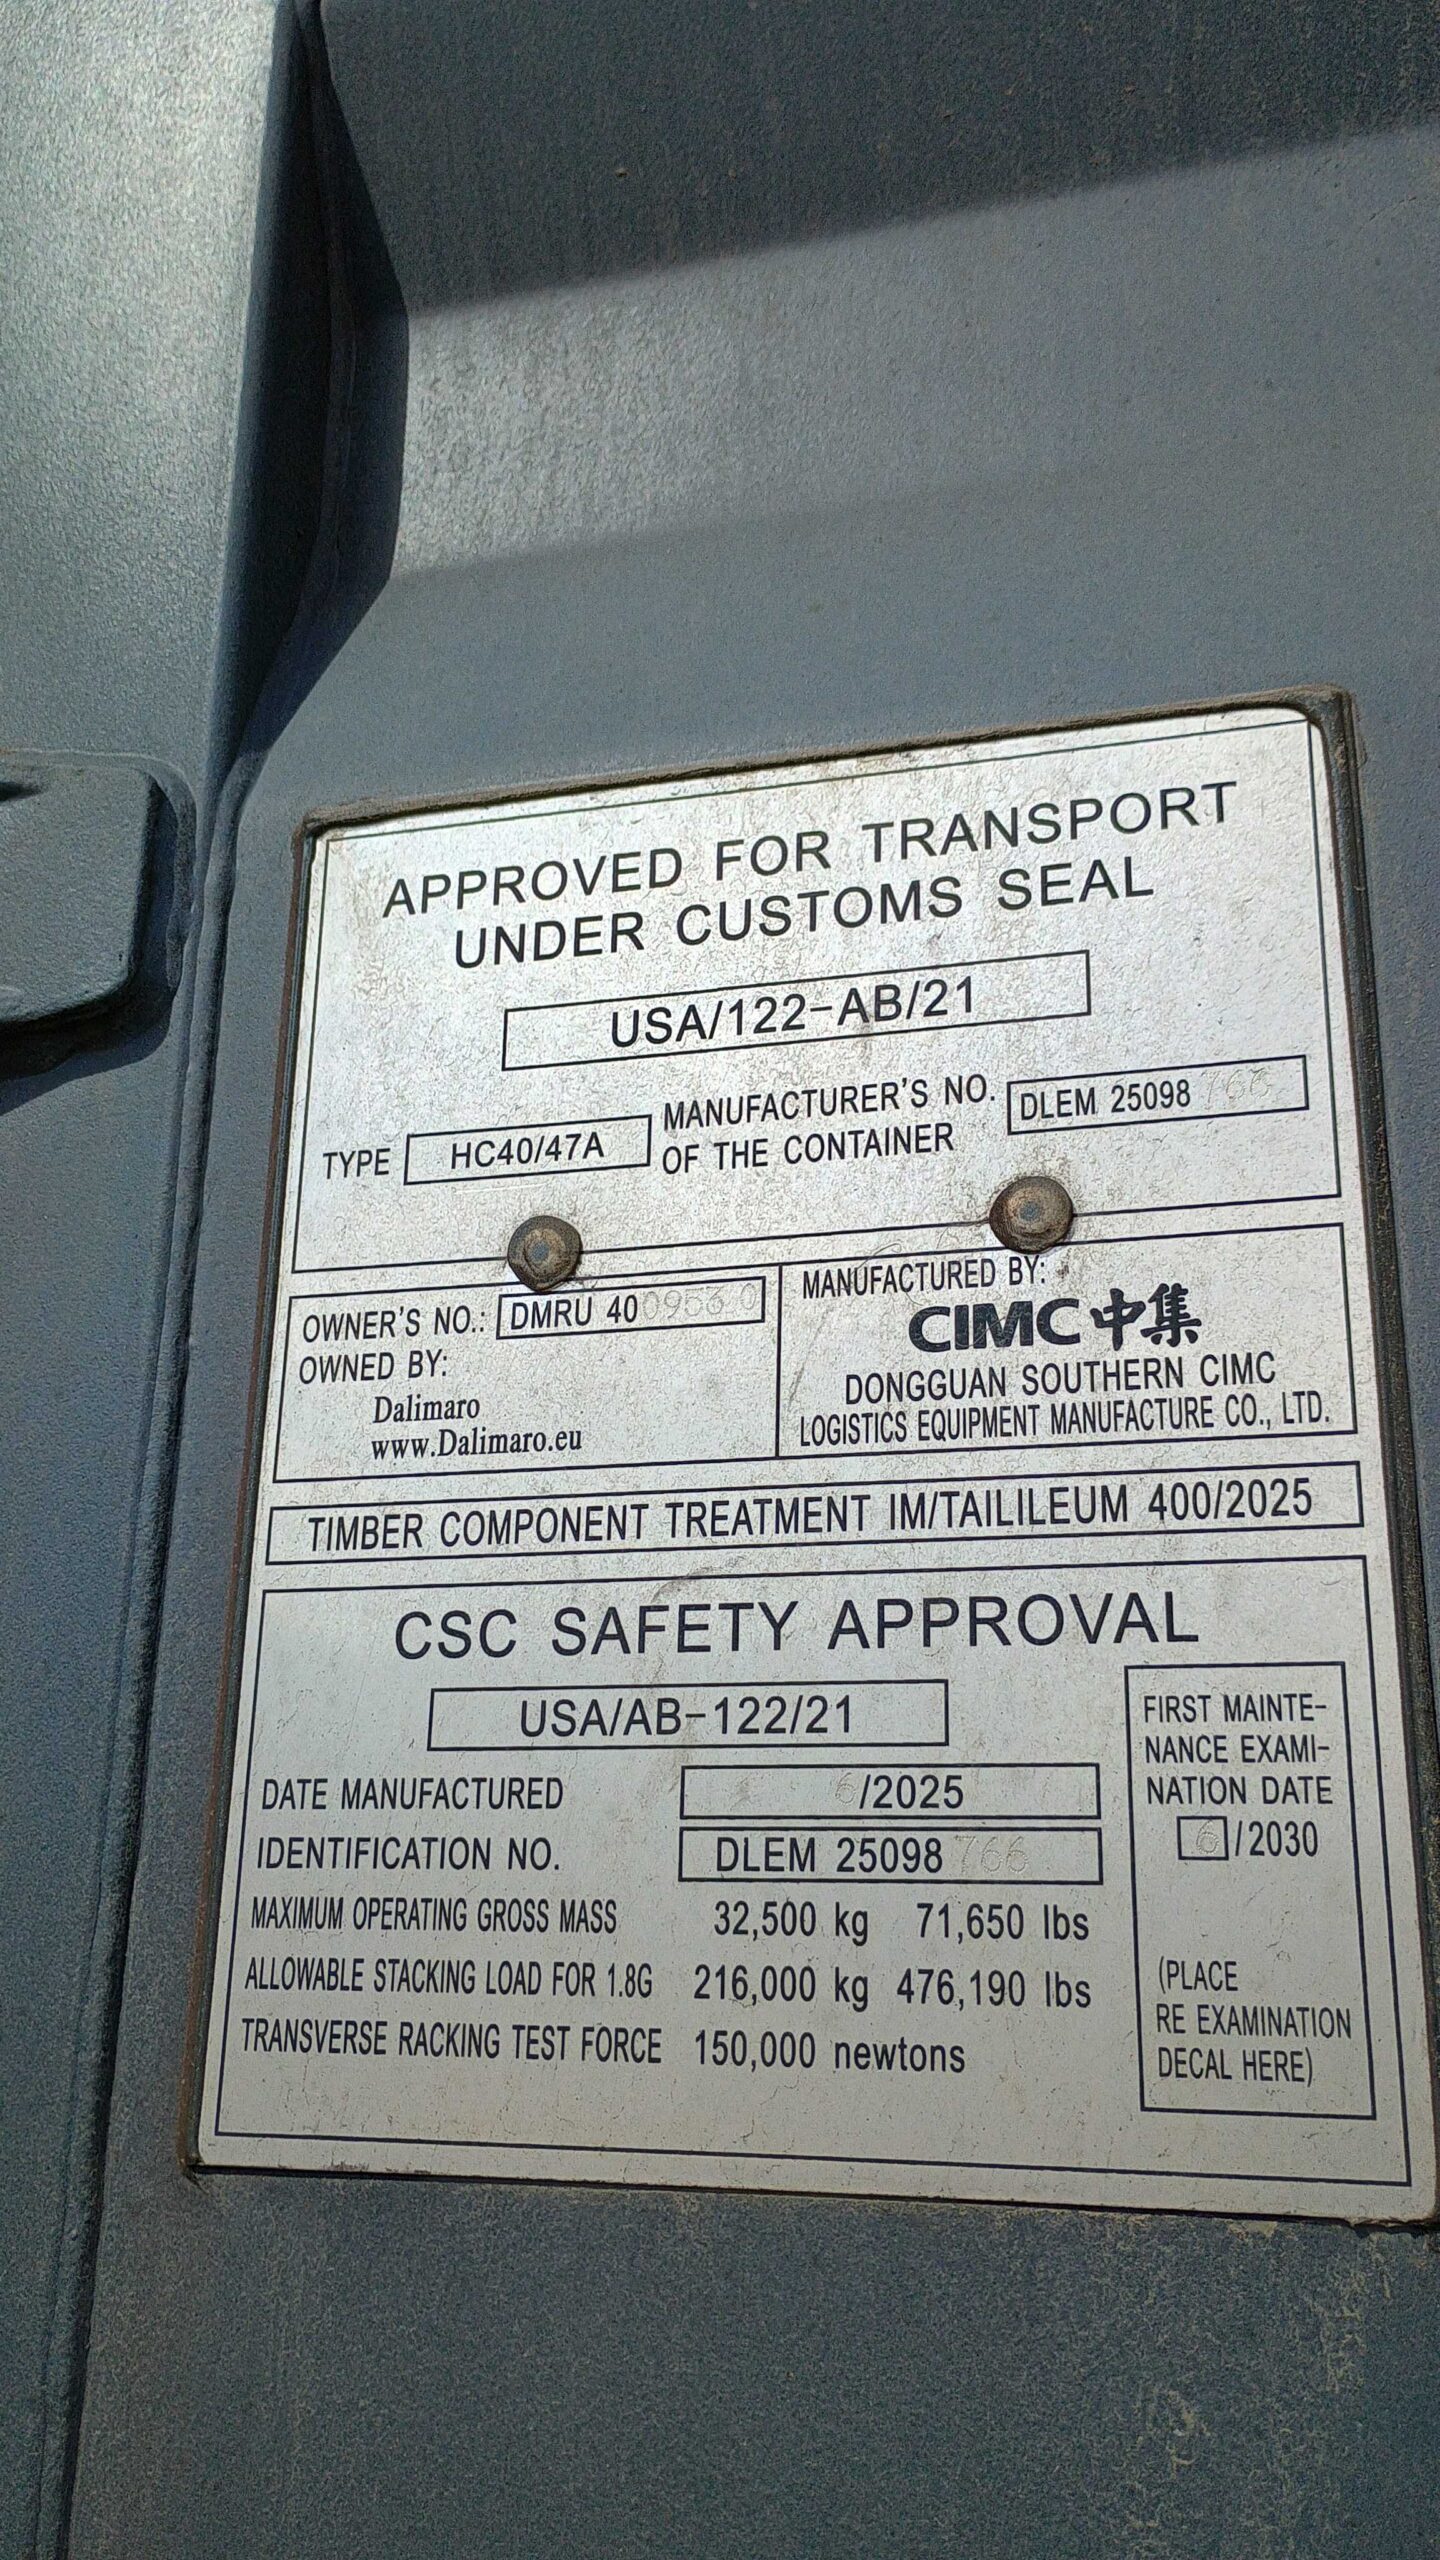 APPROVED FOR TRANSPORT
UNDER CUSTOMS SEAL
USA/122-AB/21
TYPE HC40/47A
MANUFACTURER'S NO.
OF THE CONTAINER
DLEM 25098 766
OWNER'S NO.: DMRU 40
OWNED BY:
Dalimaro
www.Dalimaro.eu
MANUFACTURED BY:
CIMC 中集
DONGGUAN SOUTHERN CIMC
LOGISTICS EQUIPMENT MANUFACTURE CO., LTD.
TIMBER COMPONENT TREATMENT IM/TAILILEUM 400/2025
CSC SAFETY APPROVAL
USA/AB-122/21
DATE MANUFACTURED 6/2025
IDENTIFICATION NO. DLEM 25098 766
MAXIMUM OPERATING GROSS MASS 32,500 kg 71,650 lbs
ALLOWABLE STACKING LOAD FOR 1.8G 216,000 kg 476,190 lbs
TRANSVERSE RACKING TEST FORCE 150,000 newtons
FIRST MAINTE-
NANCE EXAMI-
NATION DATE
6/2030
(PLACE
RE EXAMINATION
DECAL HERE)